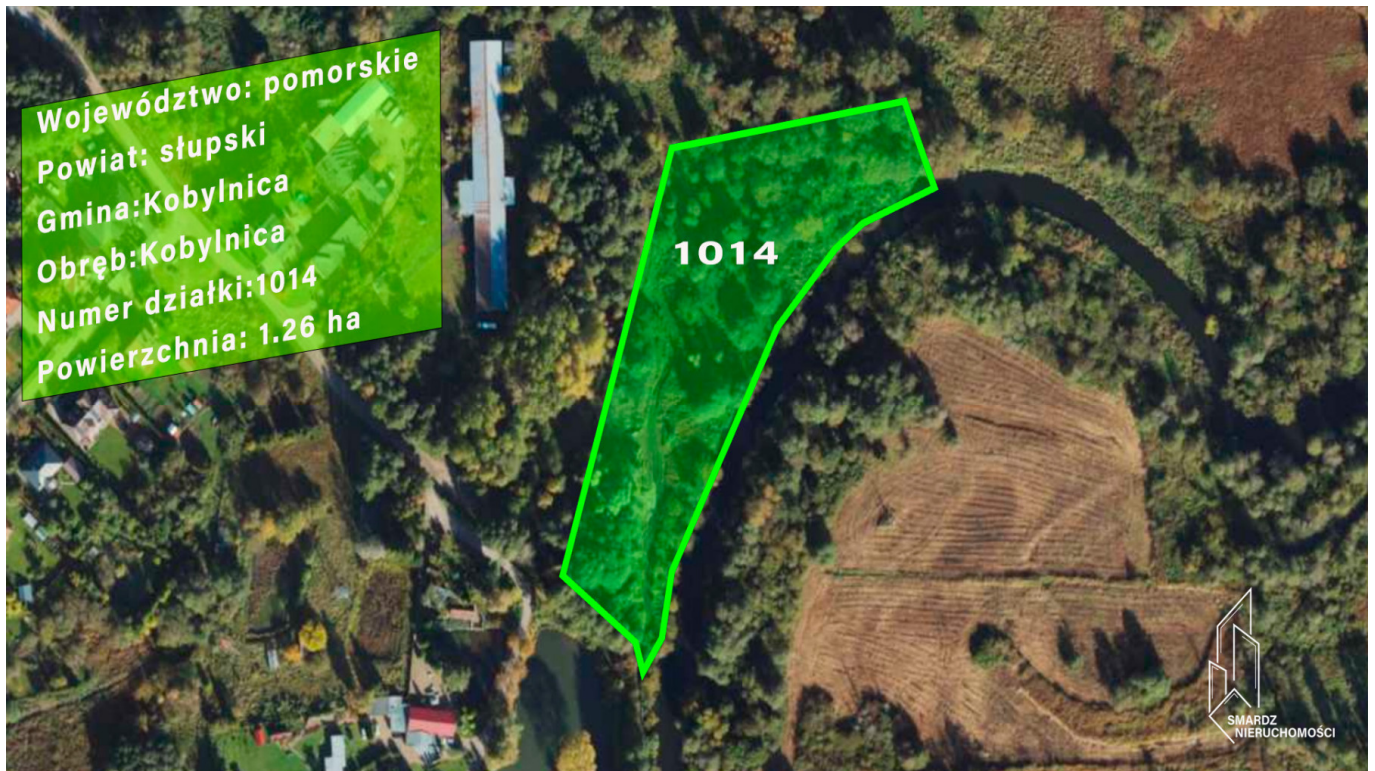 Województwo: pomorskie
Powiat: słupski
Gmina:Kobylnica
Obręb:Kobylnica
Numer działki:1014
Powierzchnia: 1.26 ha
1014
SMARDZ
NIERUCHOMOŚCI